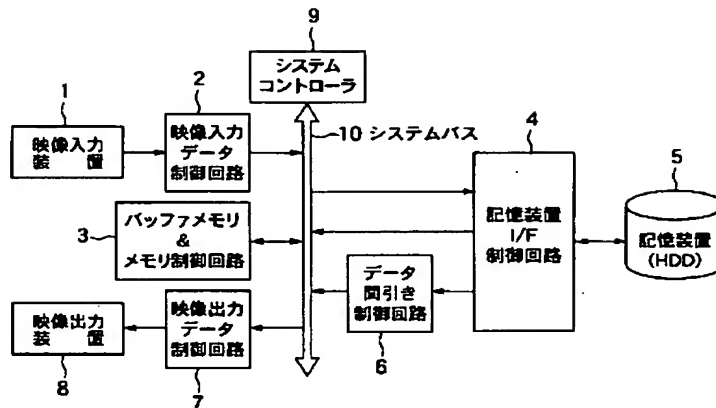 9
システム
コントローラ
1
映像入力
装 置
2
映像入力
データ
制御回路
10 システムバス
4
記憶装置
I/F
制御回路
5
記憶装置
(HDD)
3
バッファメモリ
&
メモリ制御回路
データ
間引き
制御回路
6
映像出力
装 置
8
映像出力
データ
制御回路
7